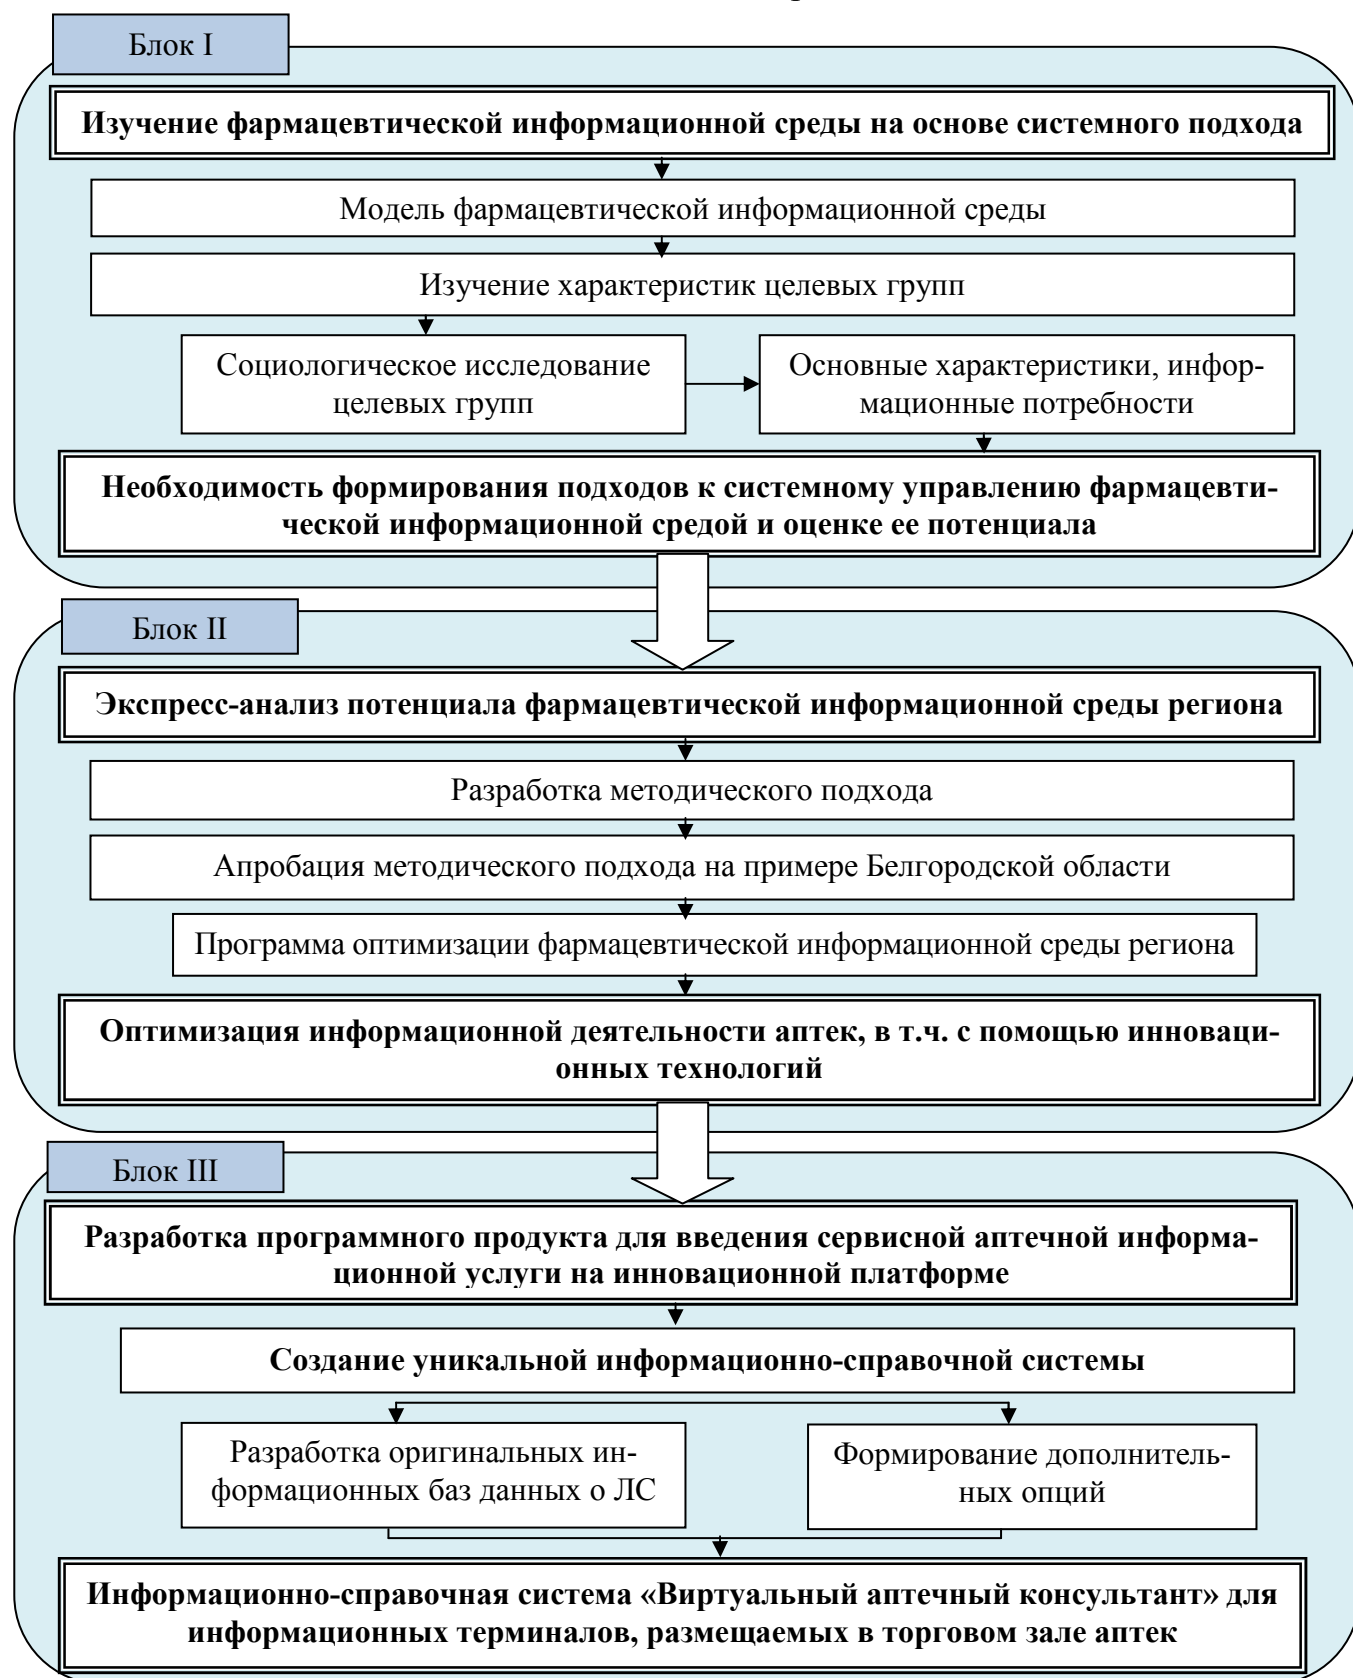 Блок I
Изучение фармацевтической информационной среды на основе системного подхода
Модель фармацевтической информационной среды
Изучение характеристик целевых групп
Социологическое исследование
целевых групп
Основные характеристики, инфор-
мационные потребности
Необходимость формирования подходов к системному управлению фармацевти-
ческой информационной средой и оценке ее потенциала
Блок II
Экспресс-анализ потенциала фармацевтической информационной среды региона
Разработка методического подхода
Апробация методического подхода на примере Белгородской области
Программа оптимизации фармацевтической информационной среды региона
Оптимизация информационной деятельности аптек, в т.ч. с помощью инноваци-
онных технологий
Блок III
Разработка программного продукта для введения сервисной аптечной информа-
ционной услуги на инновационной платформе
Создание уникальной информационно-справочной системы
Разработка оригинальных ин-
формационных баз данных о ЛС
Формирование дополнитель-
ных опций
Информационно-справочная система «Виртуальный аптечный консультант» для
информационных терминалов, размещаемых в торговом зале аптек